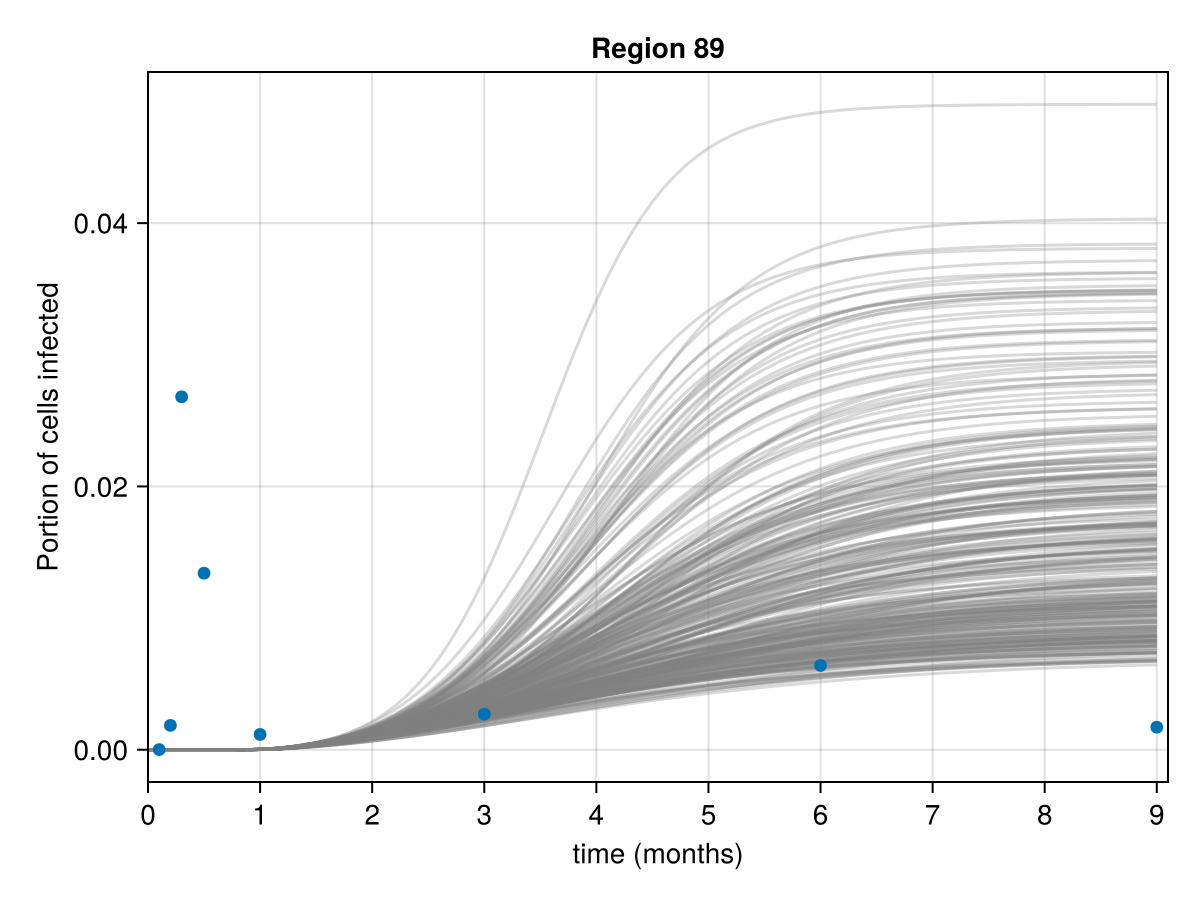 Region 89
Portion of cells infected
0.04
0.02
0.00
0 1 2 3 4 5 6 7 8 9
time (months)